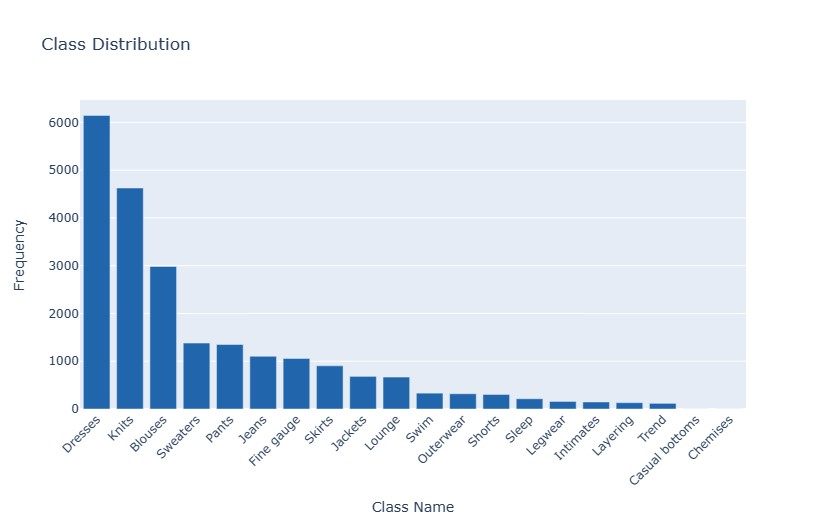 Class Distribution
6000
5000
4000
3000
2000
1000
0
Frequency
Dresses
Knits
Blouses
Sweaters
Pants
Jeans
Fine gauge
Skirts
Jackets
Lounge
Swim
Outerwear
Shorts
Sleep
Legwear
Intimates
Layering
Trend
Casual bottoms
Chemises
Class Name